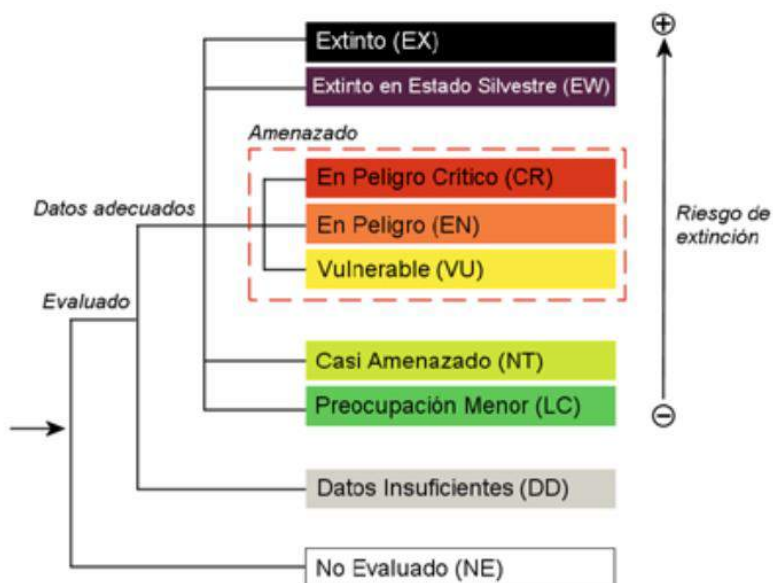 Extinto (EX)
Extinto en Estado Silvestre (EW)
Amenazado
En Peligro Crítico (CR)
Datos adecuados
En Peligro (EN)
Riesgo de
extinción
Vulnerable (VU)
Evaluado
Casi Amenazado (NT)
Preocupación Menor (LC)
Datos Insuficientes (DD)
No Evaluado (NE)